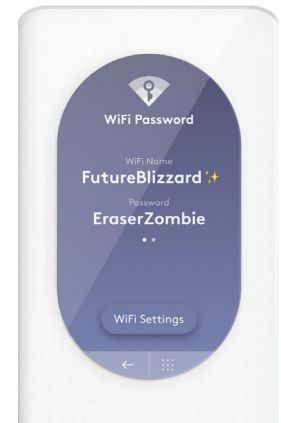 WiFi Password
WiFi Name
FutureBlizzard✨
Password
EraserZombie
WiFi Settings